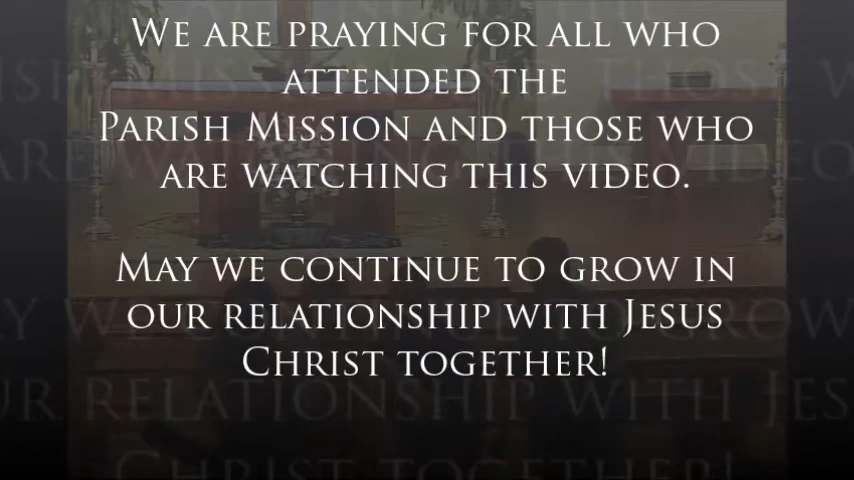 We are praying for all who
attended the
Parish Mission and those who
are watching this video.
May we continue to grow in
our relationship with Jesus
Christ together!